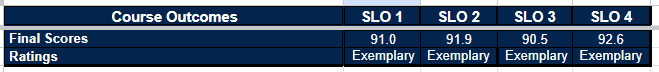 Course Outcomes SLO 1 SLO 2 SLO 3 SLO 4
Final Scores 91.0 91.9 90.5 92.6
Ratings Exemplary Exemplary Exemplary Exemplary